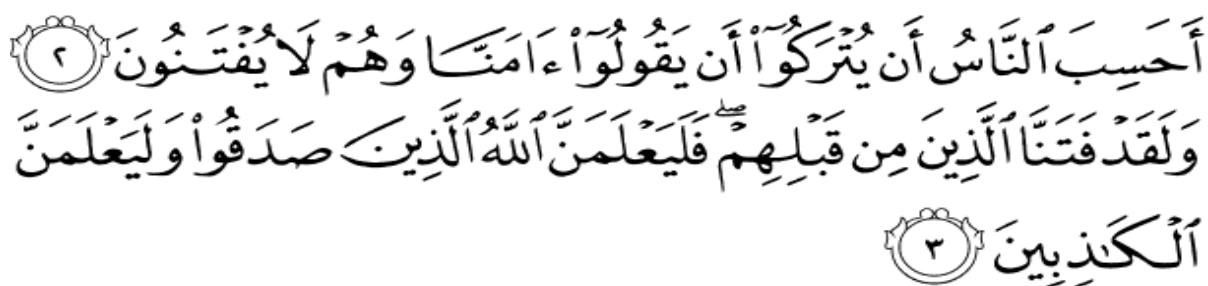 أَحَسِبَ ٱلنَّاسُ أَن يُتْرَكُوٓا۟ أَن يَقُولُوٓا۟ ءَامَنَّا وَهُمْ لَا يُفْتَنُونَ ٢
وَلَقَدْ فَتَنَّا ٱلَّذِينَ مِن قَبْلِهِمْ ۖ فَلَيَعْلَمَنَّ ٱللَّهُ ٱلَّذِينَ صَدَقُوا۟ وَلَيَعْلَمَنَّ
ٱلْكَـٰذِبِينَ ٣